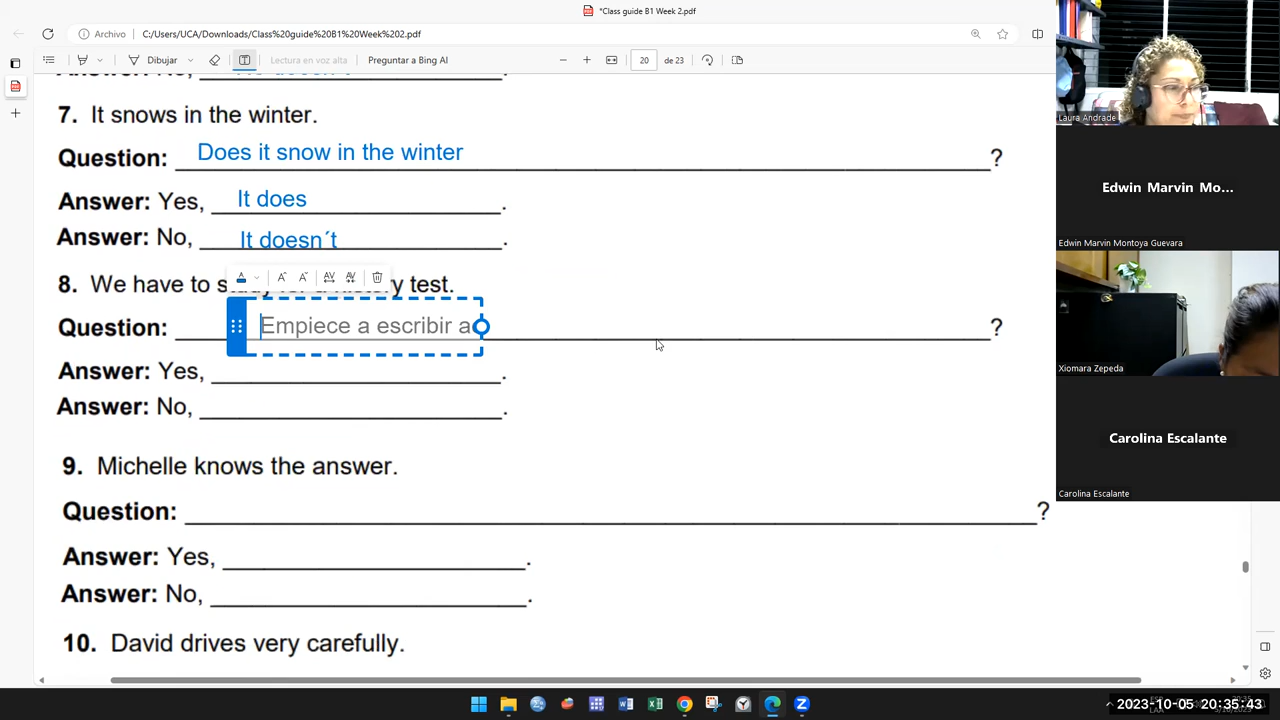 *Class guide B1 Week 2.pdf
Archivo C:/Users/UCA/Downloads/Class%20guide%20B1%20Week%202.pdf
Dibujar Lectura en voz alta Preguntar a Bing AI 20 de 23
7. It snows in the winter.
Question: Does it snow in the winter ?
Answer: Yes, It does .
Answer: No, It doesn´t .
8. We have to study for a history test.
Question: Empiece a escribir a ?
Answer: Yes, .
Answer: No, .
9. Michelle knows the answer.
Question: ?
Answer: Yes, .
Answer: No, .
10. David drives very carefully.
Laura Andrade
Edwin Marvin Mo...
Edwin Marvin Montoya Guevara
Xiomara Zepeda
Carolina Escalante
Carolina Escalante
2023-10-05 20:35:43